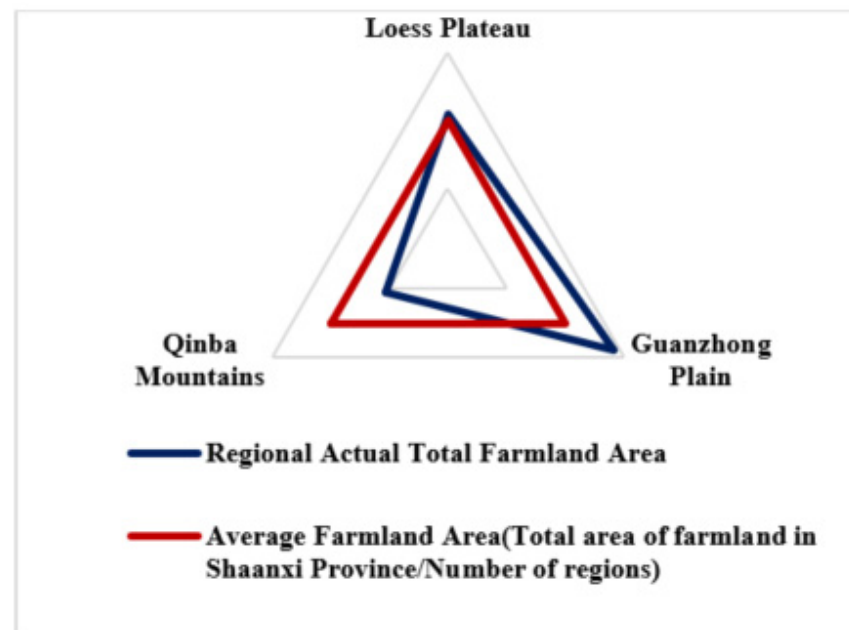 Loess Plateau
Qinba
Mountains
Guanzhong
Plain
Regional Actual Total Farmland Area
Average Farmland Area(Total area of farmland in
Shaanxi Province/Number of regions)